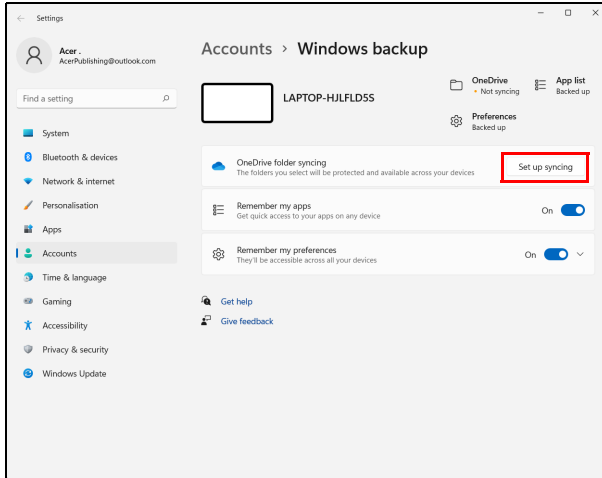 Settings
Acer .
AcerPublishing@outlook.com
Find a setting
System
Bluetooth & devices
Network & internet
Personalisation
Apps
Accounts
Time & language
Gaming
Accessibility
Privacy & security
Windows Update
Accounts > Windows backup
LAPTOP-HJLFLD5S
OneDrive
• Not syncing
App list
Backed up
Preferences
Backed up
OneDrive folder syncing
The folders you select will be protected and available across your devices
Set up syncing
Remember my apps
Get quick access to your apps on any device
On
Remember my preferences
They'll be accessible across all your devices
On
Get help
Give feedback